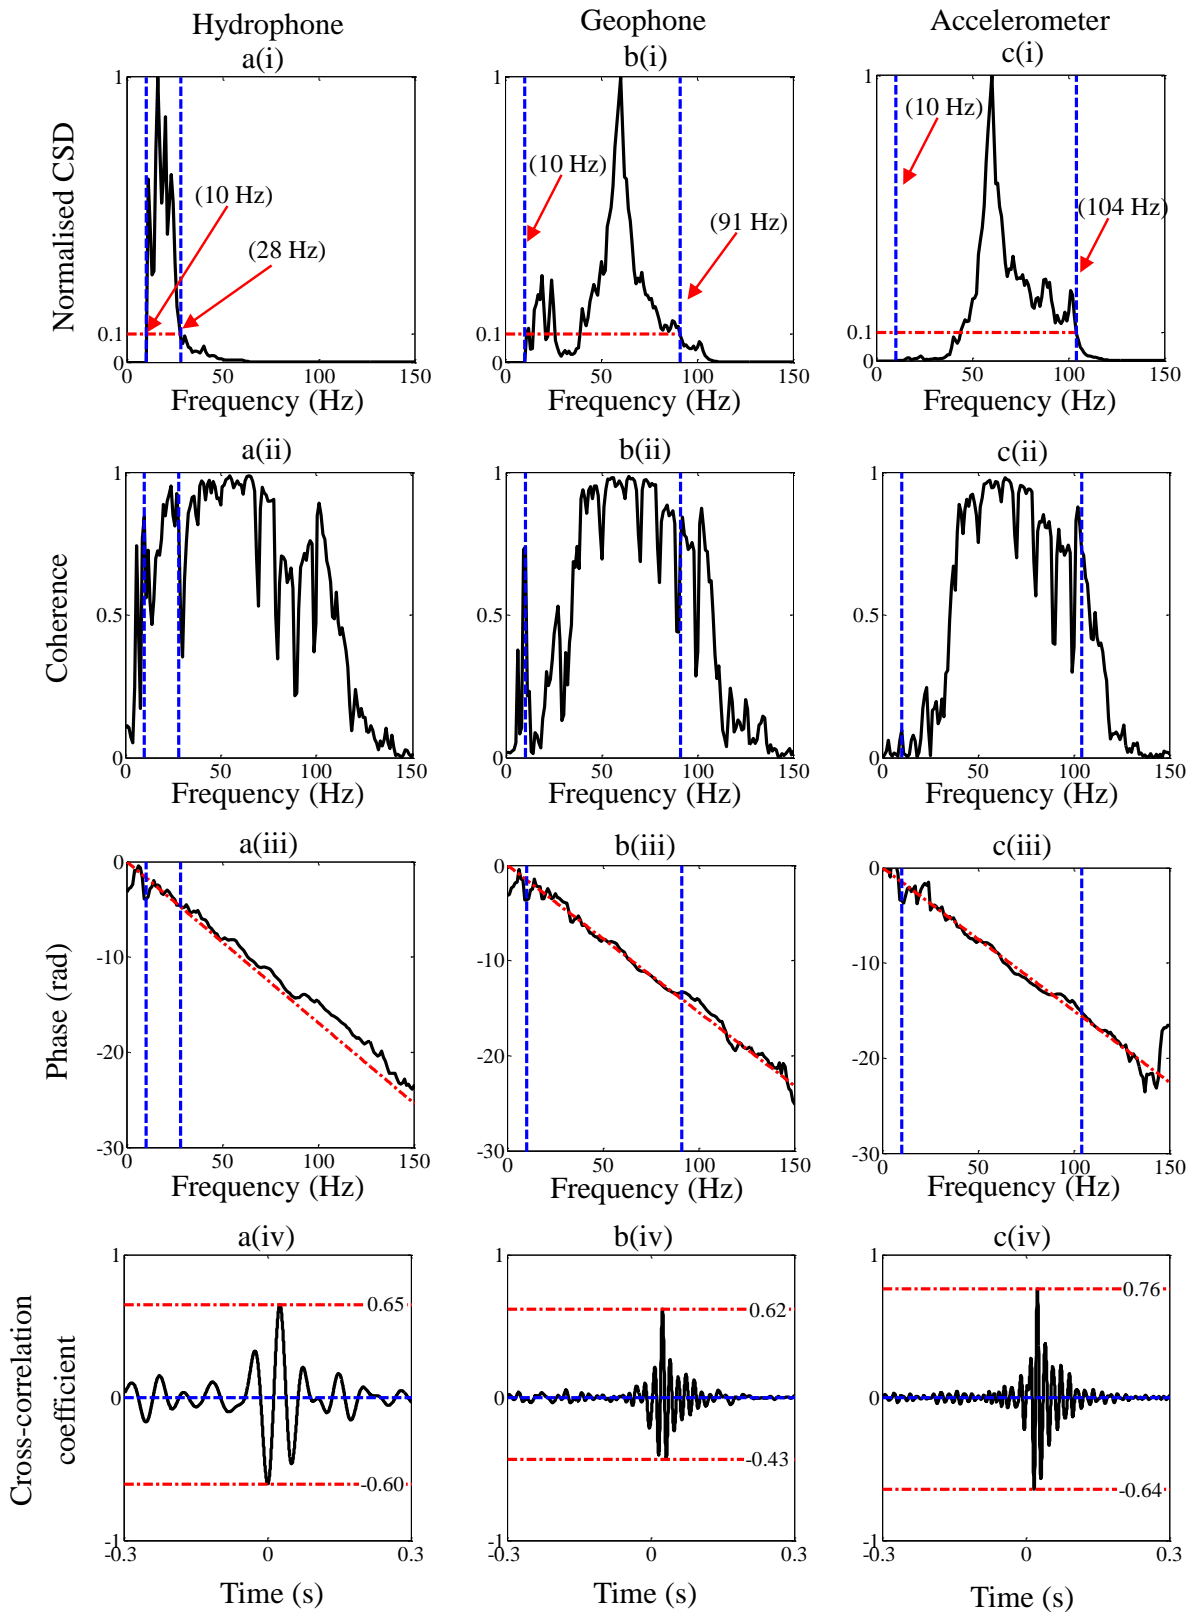 Hydrophone
Geophone
Accelerometer
a(i)
b(i)
c(i)
Normalised CSD
1
0.1
0
(10 Hz)
(28 Hz)
0
50
100
150
Frequency (Hz)
1
0.1
0
(10 Hz)
(91 Hz)
0
50
100
150
Frequency (Hz)
1
0.1
0
(10 Hz)
(104 Hz)
0
50
100
150
Frequency (Hz)
a(ii)
b(ii)
c(ii)
Coherence
1
0.5
0
0
50
100
150
Frequency (Hz)
1
0.5
0
0
50
100
150
Frequency (Hz)
1
0.5
0
0
50
100
150
Frequency (Hz)
a(iii)
b(iii)
c(iii)
Phase (rad)
0
-10
-20
-30
0
50
100
150
Frequency (Hz)
0
-10
-20
-30
0
50
100
150
Frequency (Hz)
0
-10
-20
-30
0
50
100
150
Frequency (Hz)
a(iv)
b(iv)
c(iv)
Cross-correlation
coefficient
1
0
-1
0.65
-0.60
-0.3
0
0.3
Time (s)
1
0
-1
0.62
-0.43
-0.3
0
0.3
Time (s)
1
0
-1
0.76
-0.64
-0.3
0
0.3
Time (s)